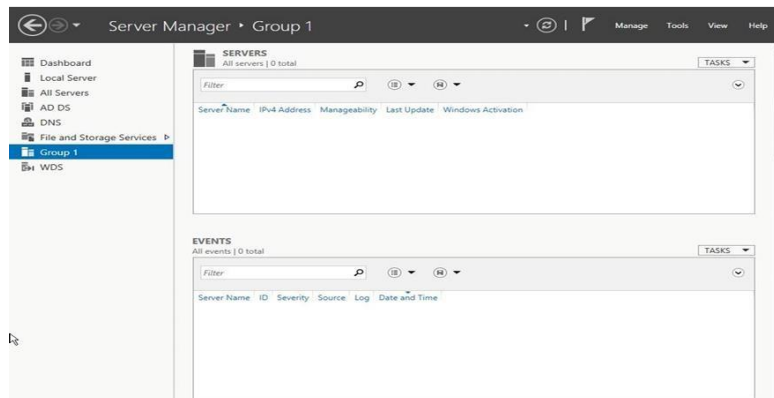 Server Manager ‣ Group 1
Manage Tools View Help
Dashboard
Local Server
All Servers
AD DS
DNS
File and Storage Services
Group 1
WDS
SERVERS
All servers | 0 total
TASKS
Filter
Server Name IPv4 Address Manageability Last Update Windows Activation
EVENTS
All events | 0 total
TASKS
Filter
Server Name ID Severity Source Log Date and Time